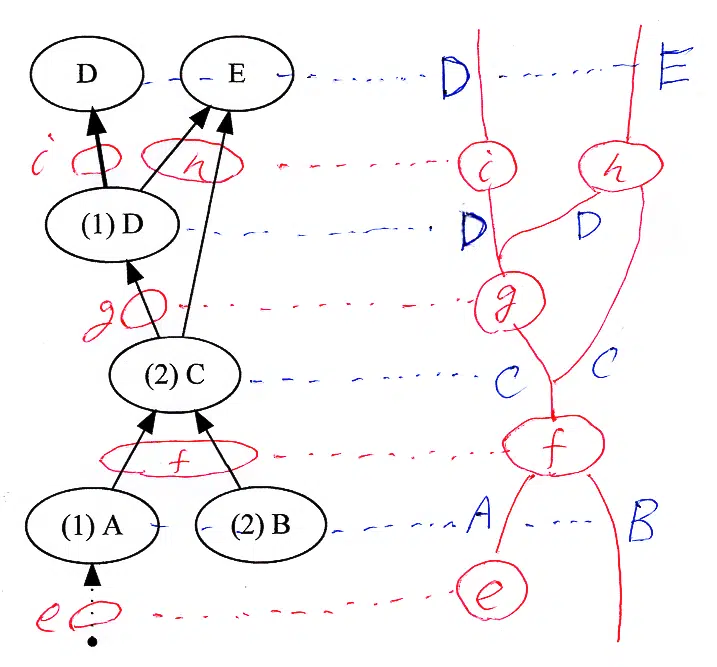 D E D E
i h i h
(1) D D D
g g
(2) C C C
f f
(1) A (2) B A B
e e